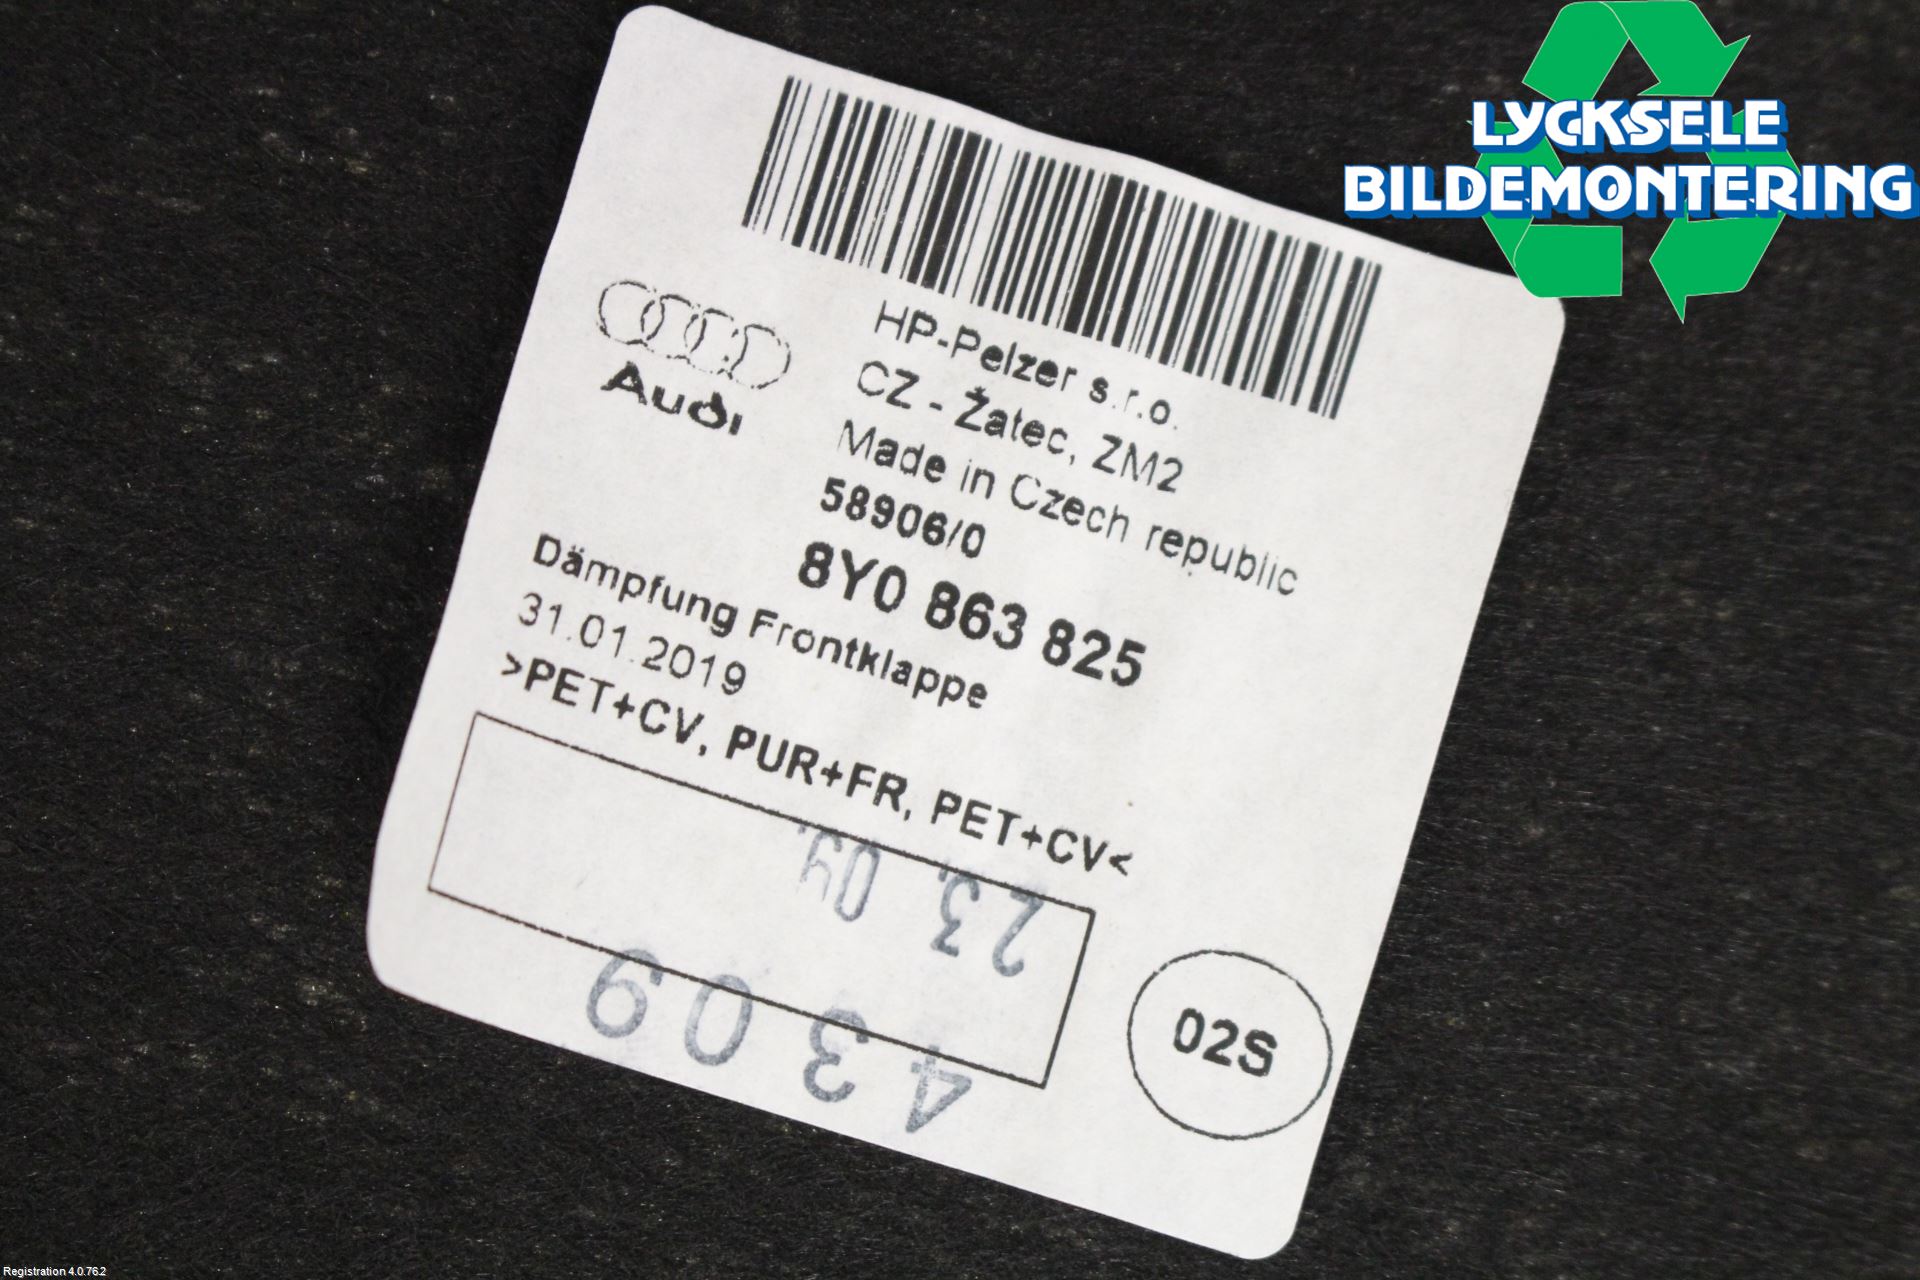 LYCKSELE
BILDEMONTERING
Audi
HP-Pelzer s.r.o.
CZ - Žatec, ZM2
Made in Czech republic
58906/0
8Y0 863 825
Dämpfung Frontklappe
31.01.2019
>PET+CV, PUR+FR, PET+CV<
23. 09.
4309
02S
Registration 4.0.76.2